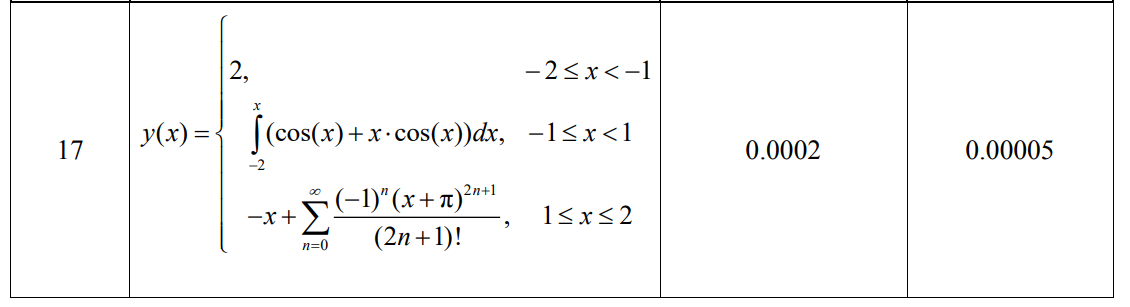 17 y(x) = { 2, −2 ≤ x < −1
∫_{−2}^{x} (cos(x) + x · cos(x))dx, −1 ≤ x < 1
−x + ∑_{n=0}^{∞} (−1)^n (x + π)^{2n+1} / (2n + 1)! , 1 ≤ x ≤ 2
0.0002
0.00005